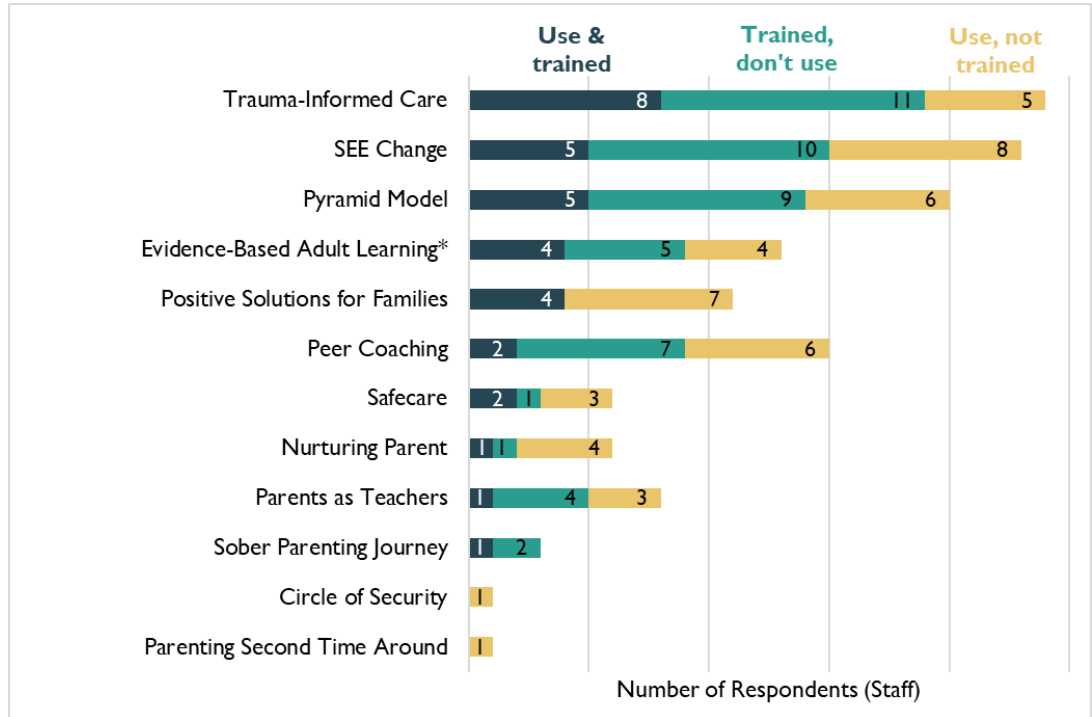 Use &
trained
Trained,
don't use
Use, not
trained
Trauma-Informed Care 8 11 5
SEE Change 5 10 8
Pyramid Model 5 9 6
Evidence-Based Adult Learning* 4 5 4
Positive Solutions for Families 4 7
Peer Coaching 2 7 6
Safecare 2 1 3
Nurturing Parent 1 1 4
Parents as Teachers 1 4 3
Sober Parenting Journey 1 2
Circle of Security 1
Parenting Second Time Around 1
Number of Respondents (Staff)